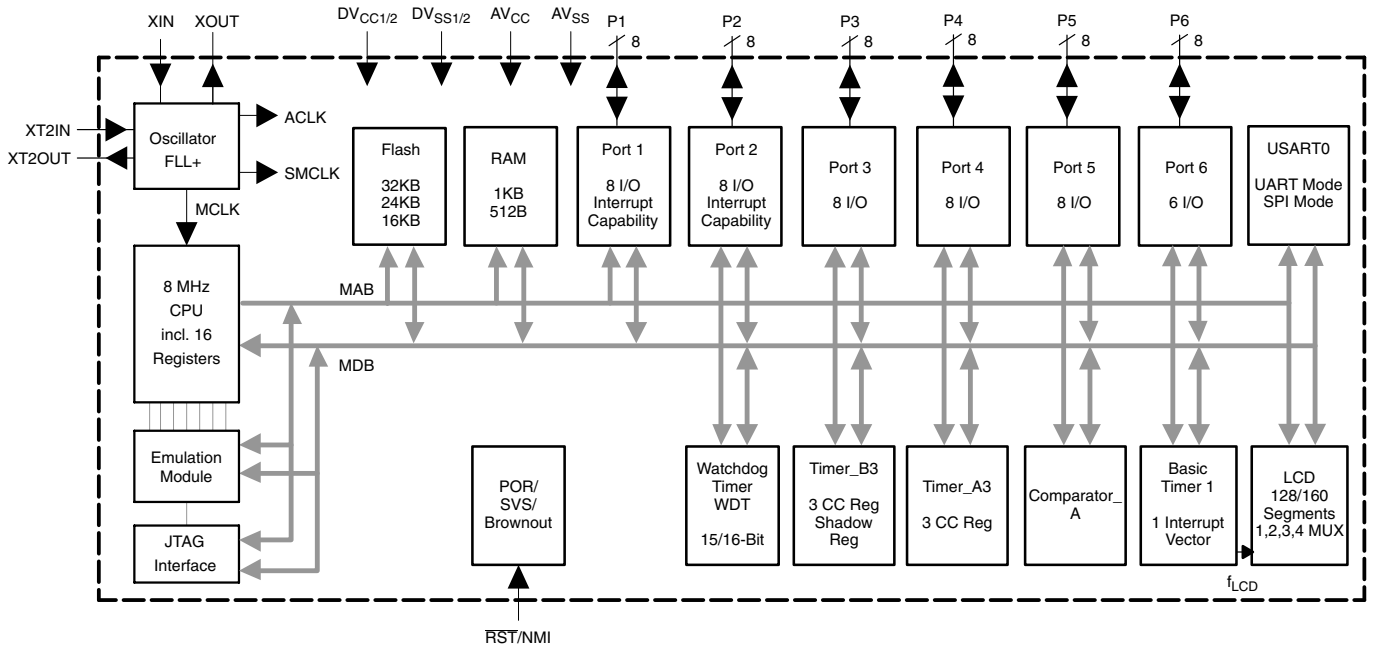 XIN
XOUT
DVCC1/2
DVSS1/2
AVCC
AVSS
P1
8
P2
8
P3
8
P4
8
P5
8
P6
8
XT2IN
XT2OUT
Oscillator
FLL+
ACLK
SMCLK
MCLK
Flash
32KB
24KB
16KB
RAM
1KB
512B
Port 1
8 I/O
Interrupt
Capability
Port 2
8 I/O
Interrupt
Capability
Port 3
8 I/O
Port 4
8 I/O
Port 5
8 I/O
Port 6
6 I/O
USART0
UART Mode
SPI Mode
8 MHz
CPU
incl. 16
Registers
MAB
MDB
Emulation
Module
JTAG
Interface
POR/
SVS/
Brownout
Watchdog
Timer
WDT
15/16-Bit
Timer_B3
3 CC Reg
Shadow
Reg
Timer_A3
3 CC Reg
Comparator_
A
Basic
Timer 1
1 Interrupt
Vector
LCD
128/160
Segments
1,2,3,4 MUX
fLCD
RST/NMI